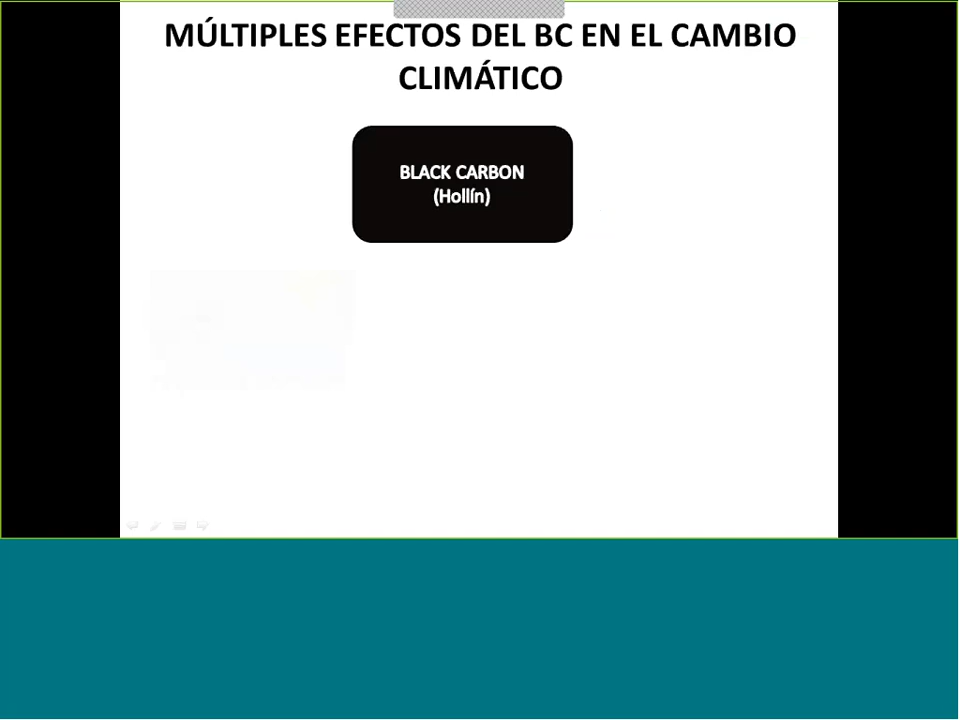 MÚLTIPLES EFECTOS DEL BC EN EL CAMBIO
CLIMÁTICO
BLACK CARBON
(Hollín)